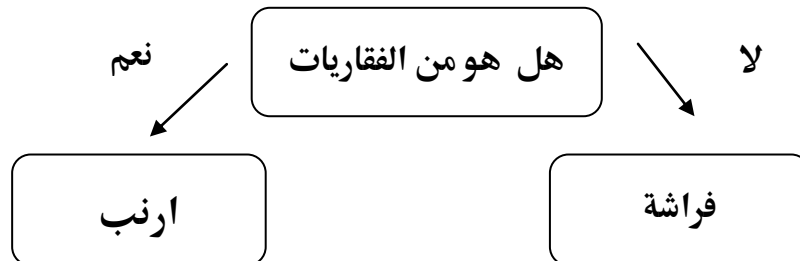 لا
هل هو من الفقاريات
نعم
فراشة
ارنب